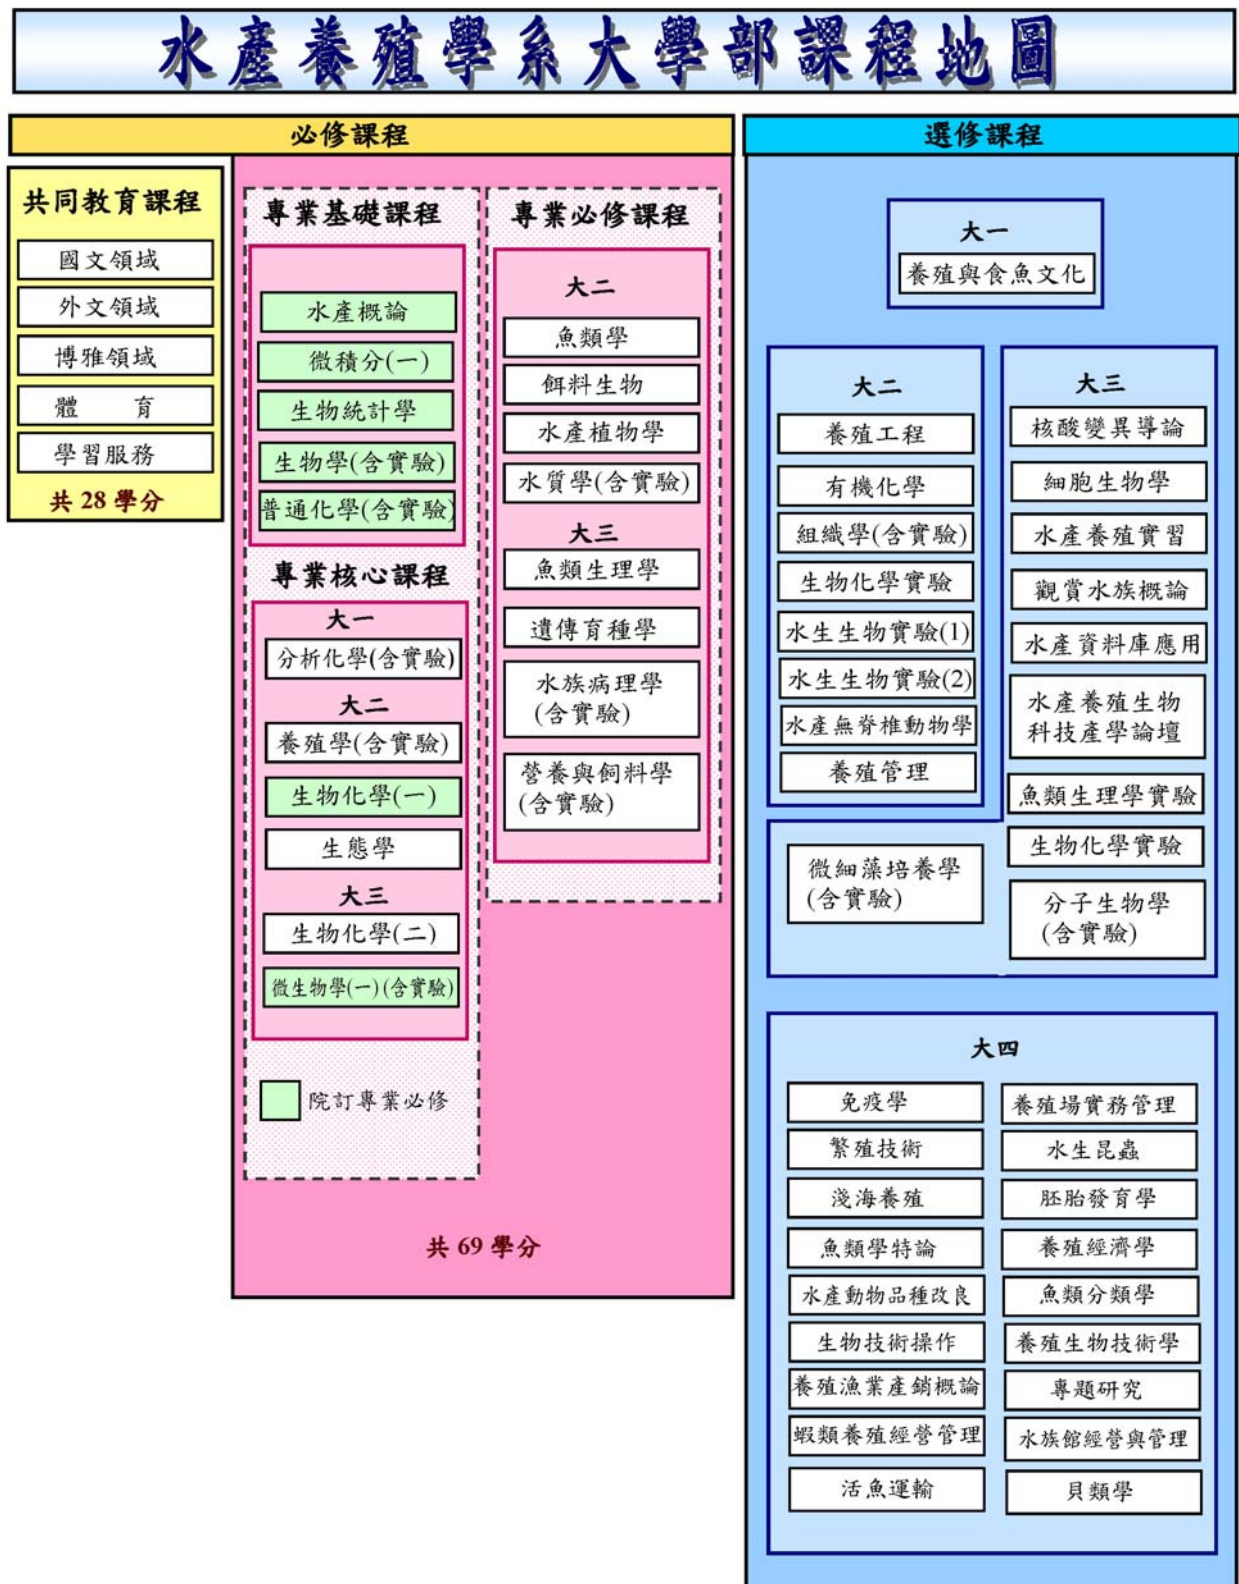 水產養殖學系大學部課程地圖
必修課程
共同教育課程
國文領域
外文領域
博雅領域
體 育
學習服務
共 28 學分
專業基礎課程
水產概論
微積分(一)
生物統計學
生物學(含實驗)
普通化學(含實驗)
專業核心課程
大一
分析化學(含實驗)
大二
養殖學(含實驗)
生物化學(一)
生態學
大三
生物化學(二)
微生物學(一)(含實驗)
院訂專業必修
專業必修課程
大二
魚類學
餌料生物
水產植物學
水質學(含實驗)
大三
魚類生理學
遺傳育種學
水族病理學
(含實驗)
營養與飼料學
(含實驗)
共 69 學分
選修課程
大一
養殖與食魚文化
大二
養殖工程
有機化學
組織學(含實驗)
生物化學實驗
水生生物實驗(1)
水生生物實驗(2)
水產無脊椎動物學
養殖管理
微細藻培養學
(含實驗)
大三
核酸變異導論
細胞生物學
水產養殖實習
觀賞水族概論
水產資料庫應用
水產養殖生物
科技產學論壇
魚類生理學實驗
生物化學實驗
分子生物學
(含實驗)
大四
免疫學
繁殖技術
淺海養殖
魚類學特論
水產動物品種改良
生物技術操作
養殖漁業產銷概論
蝦類養殖經營管理
活魚運輸
養殖場實務管理
水生昆蟲
胚胎發育學
養殖經濟學
魚類分類學
養殖生物技術學
專題研究
水族館經營與管理
貝類學